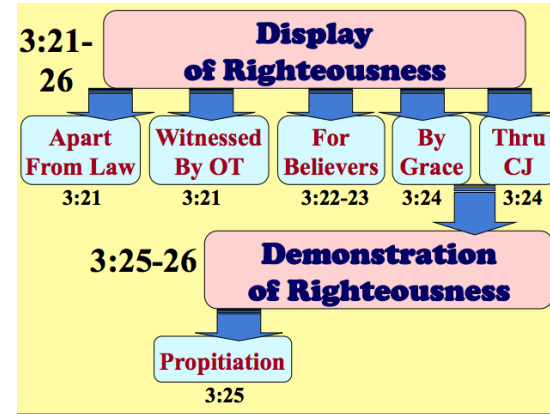 3:21-
26
Display
of Righteousness
Apart
From Law
3:21
Witnessed
By OT
3:21
For
Believers
3:22-23
By
Grace
3:24
Thru
CJ
3:24
3:25-26
Demonstration
of Righteousness
Propitiation
3:25